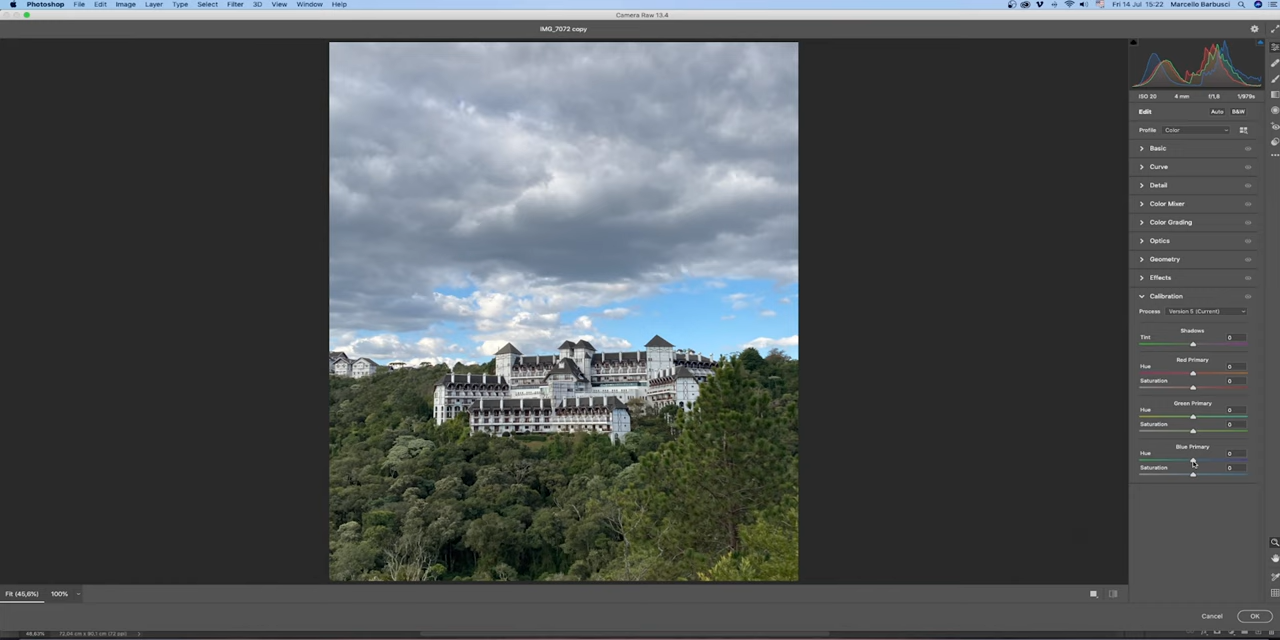 Photoshop File Edit Image Layer Type Select Filter 3D View Window Help Fri 14 Jul 15:22 Marcello Barbusci
Camera Raw 13.4
IMG_7072 copy
ISO 20 4 mm f/1,8 1/979s
Edit Auto B&W
Profile Color
Basic
Curve
Detail
Color Mixer
Color Grading
Optics
Geometry
Effects
Calibration
Process Version 5 (Current)
Shadows
Tint 0
Red Primary
Hue 0
Saturation 0
Green Primary
Hue 0
Saturation 0
Blue Primary
Hue 0
Saturation 0
Fit (45,6%) 100%
Cancel OK